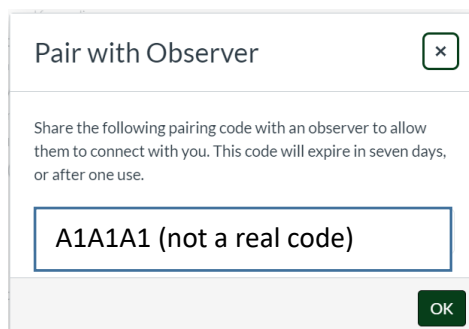 Pair with Observer
×
Share the following pairing code with an observer to allow
them to connect with you. This code will expire in seven days,
or after one use.
A1A1A1 (not a real code)
OK